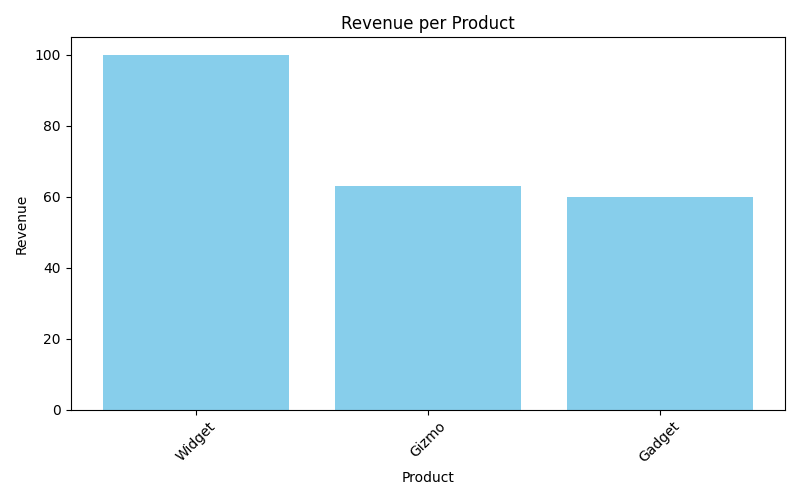 Revenue per Product
100
80
60
40
20
0
Revenue
Widget
Gizmo
Gadget
Product